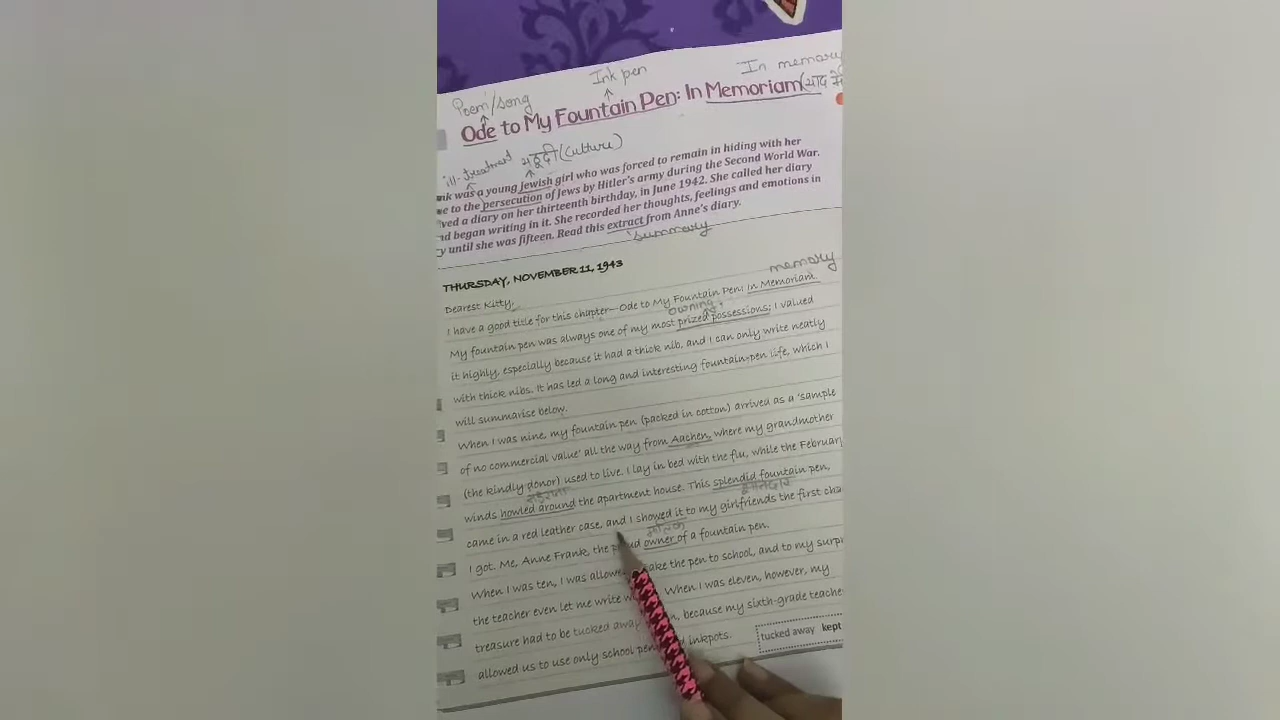 In memory
Ink pen
Poem/song
Ode to My Fountain Pen: In Memoriam (याद में
ill-treatment यहूदी (Culture)
nk was a young Jewish girl who was forced to remain in hiding with her
e to the persecution of Jews by Hitler's army during the Second World War.
ved a diary on her thirteenth birthday, in June 1942. She called her diary
nd began writing in it. She recorded her thoughts, feelings and emotions in
y until she was fifteen. Read this extract from Anne's diary.
summary
THURSDAY, NOVEMBER 11, 1943
memory
Dearest Kitty,
I have a good title for this chapter—Ode to My Fountain Pen: In Memoriam.
owning
My fountain pen was always one of my most prized possessions; I valued
it highly, especially because it had a thick nib, and I can only write neatly
with thick nibs. It has led a long and interesting fountain-pen life, which I
will summarise below.
When I was nine, my fountain pen (packed in cotton) arrived as a 'sample
of no commercial value' all the way from Aachen, where my grandmother
(the kindly donor) used to live. I lay in bed with the flu, while the February
winds howled around the apartment house. This splendid fountain pen,
शानदार
came in a red leather case, and I showed it to my girlfriends the first cha
मालिक
I got. Me, Anne Frank, the proud owner of a fountain pen.
When I was ten, I was allow take the pen to school, and to my surpr
the teacher even let me write w When I was eleven, however, my
treasure had to be tucked away n, because my sixth-grade teache
allowed us to use only school pen inkpots.
tucked away kept